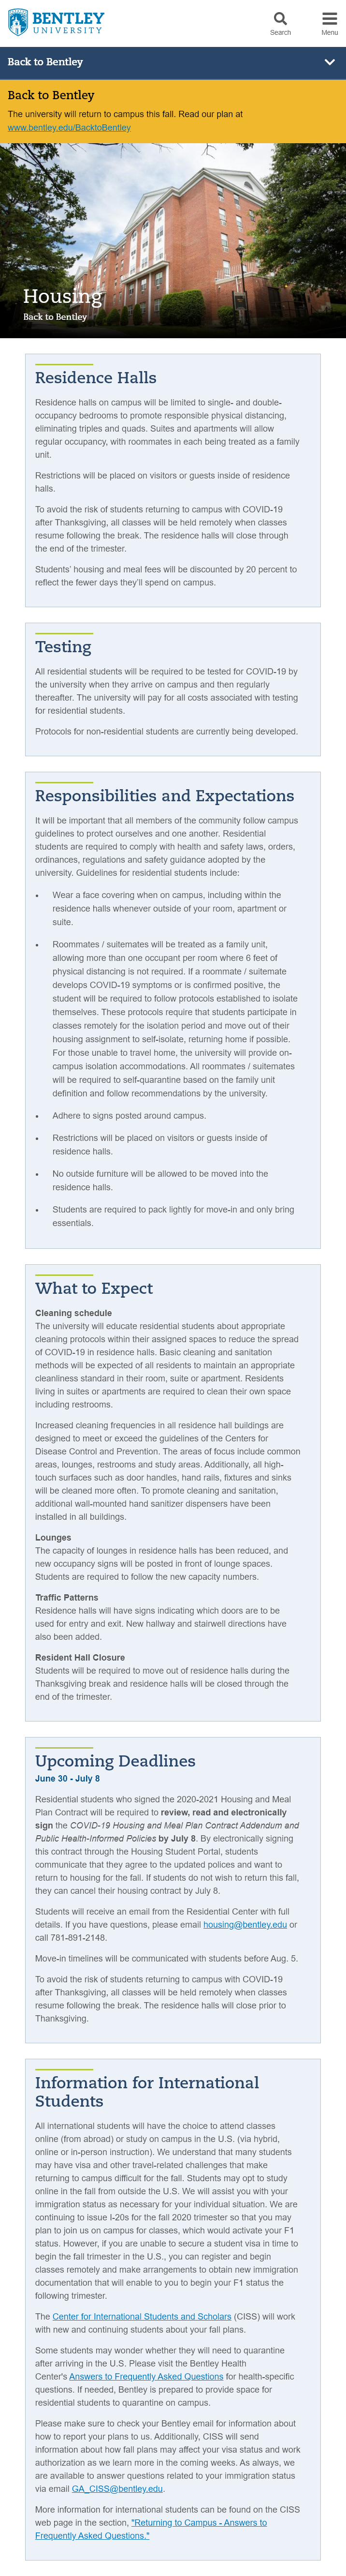 BENTLEY
UNIVERSITY
Search
Menu
Back to Bentley
Back to Bentley
The university will return to campus this fall. Read our plan at
www.bentley.edu/BacktoBentley
Housing
Back to Bentley
Residence Halls
Residence halls on campus will be limited to single- and double-
occupancy bedrooms to promote responsible physical distancing,
eliminating triples and quads. Suites and apartments will allow
regular occupancy, with roommates in each being treated as a family
unit.
Restrictions will be placed on visitors or guests inside of residence
halls.
To avoid the risk of students returning to campus with COVID-19
after Thanksgiving, all classes will be held remotely when classes
resume following the break. The residence halls will close through
the end of the trimester.
Students' housing and meal fees will be discounted by 20 percent to
reflect the fewer days they'll spend on campus.
Testing
All residential students will be required to be tested for COVID-19 by
the university when they arrive on campus and then regularly
thereafter. The university will pay for all costs associated with testing
for residential students.
Protocols for non-residential students are currently being developed.
Responsibilities and Expectations
It will be important that all members of the community follow campus
guidelines to protect ourselves and one another. Residential
students are required to comply with health and safety laws, orders,
ordinances, regulations and safety guidance adopted by the
university. Guidelines for residential students include:
• Wear a face covering when on campus, including within the
residence halls whenever outside of your room, apartment or
suite.
• Roommates / suitemates will be treated as a family unit,
allowing more than one occupant per room where 6 feet of
physical distancing is not required. If a roommate / suitemate
develops COVID-19 symptoms or is confirmed positive, the
student will be required to follow protocols established to isolate
themselves. These protocols require that students participate in
classes remotely for the isolation period and move out of their
housing assignment to self-isolate, returning home if possible.
For those unable to travel home, the university will provide on-
campus isolation accommodations. All roommates / suitemates
will be required to self-quarantine based on the family unit
definition and follow recommendations by the university.
• Adhere to signs posted around campus.
• Restrictions will be placed on visitors or guests inside of
residence halls.
• No outside furniture will be allowed to be moved into the
residence halls.
• Students are required to pack lightly for move-in and only bring
essentials.
What to Expect
Cleaning schedule
The university will educate residential students about appropriate
cleaning protocols within their assigned spaces to reduce the spread
of COVID-19 in residence halls. Basic cleaning and sanitation
methods will be expected of all residents to maintain an appropriate
cleanliness standard in their room, suite or apartment. Residents
living in suites or apartments are required to clean their own space
including restrooms.
Increased cleaning frequencies in all residence hall buildings are
designed to meet or exceed the guidelines of the Centers for
Disease Control and Prevention. The areas of focus include common
areas, lounges, restrooms and study areas. Additionally, all high-
touch surfaces such as door handles, hand rails, fixtures and sinks
will be cleaned more often. To promote cleaning and sanitation,
additional wall-mounted hand sanitizer dispensers have been
installed in all buildings.
Lounges
The capacity of lounges in residence halls has been reduced, and
new occupancy signs will be posted in front of lounge spaces.
Students are required to follow the new capacity numbers.
Traffic Patterns
Residence halls will have signs indicating which doors are to be
used for entry and exit. New hallway and stairwell directions have
also been added.
Resident Hall Closure
Students will be required to move out of residence halls during the
Thanksgiving break and residence halls will be closed through the
end of the trimester.
Upcoming Deadlines
June 30 - July 8
Residential students who signed the 2020-2021 Housing and Meal
Plan Contract will be required to review, read and electronically
sign the COVID-19 Housing and Meal Plan Contract Addendum and
Public Health-Informed Policies by July 8. By electronically signing
this contract through the Housing Student Portal, students
communicate that they agree to the updated policies and want to
return to housing for the fall. If students do not wish to return this fall,
they can cancel their housing contract by July 8.
Students will receive an email from the Residential Center with full
details. If you have questions, please email housing@bentley.edu or
call 781-891-2148.
Move-in timelines will be communicated with students before Aug. 5.
To avoid the risk of students returning to campus with COVID-19
after Thanksgiving, all classes will be held remotely when classes
resume following the break. The residence halls will close prior to
Thanksgiving.
Information for International
Students
All international students will have the choice to attend classes
online (from abroad) or study on campus in the U.S. (via hybrid,
online or in-person instruction). We understand that many students
may have visa and other travel-related challenges that make
returning to campus difficult for the fall. Students may opt to study
online in the fall from outside the U.S. We will assist you with your
immigration status as necessary for your individual situation. We are
continuing to issue I-20s for the fall 2020 trimester so that you may
plan to join us on campus for classes, which would activate your F1
status. However, if you are unable to secure a student visa in time to
begin the fall trimester in the U.S., you can register and begin
classes remotely and make arrangements to obtain new immigration
documentation that will enable to you to begin your F1 status the
following trimester.
The Center for International Students and Scholars (CISS) will work
with new and continuing students about your fall plans.
Some students may wonder whether they will need to quarantine
after arriving in the U.S. Please visit the Bentley Health
Center's Answers to Frequently Asked Questions for health-specific
questions. If needed, Bentley is prepared to provide space for
residential students to quarantine on campus.
Please make sure to check your Bentley email for information about
how to report your plans to us. Additionally, CISS will send
information about how fall plans may affect your visa status and work
authorization as we learn more in the coming weeks. As always, we
are available to answer questions related to your immigration status
via email GA_CISS@bentley.edu.
More information for international students can be found on the CISS
web page in the section, "Returning to Campus - Answers to
Frequently Asked Questions."